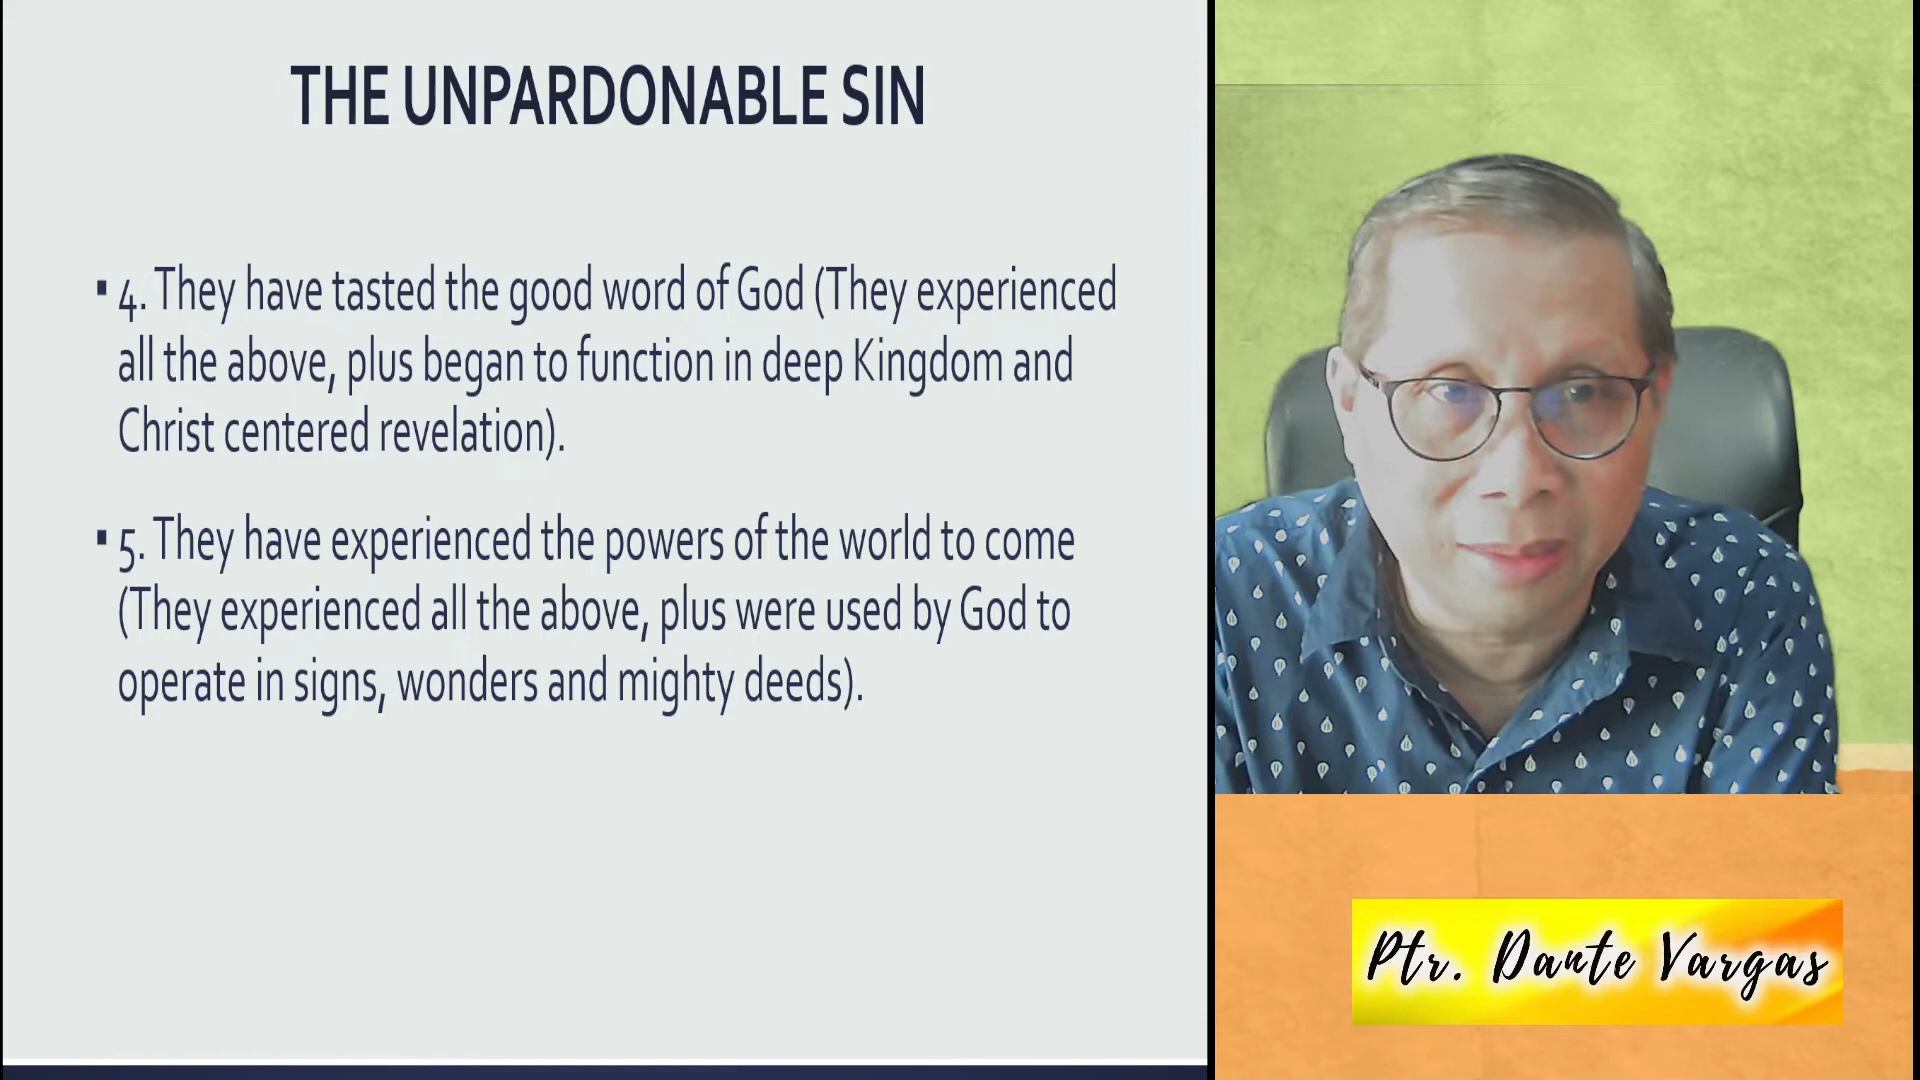 THE UNPARDONABLE SIN
▪ 4. They have tasted the good word of God (They experienced
all the above, plus began to function in deep Kingdom and
Christ centered revelation).
▪ 5. They have experienced the powers of the world to come
(They experienced all the above, plus were used by God to
operate in signs, wonders and mighty deeds).
Ptr. Dante Vargas